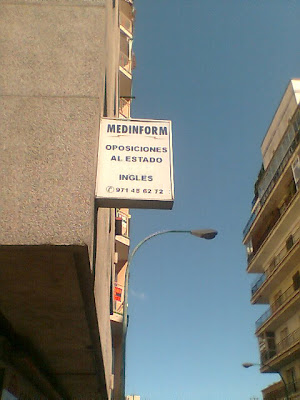 MEDINFORM
OPOSICIONES
AL ESTADO
INGLES
✆ 971 45 62 72